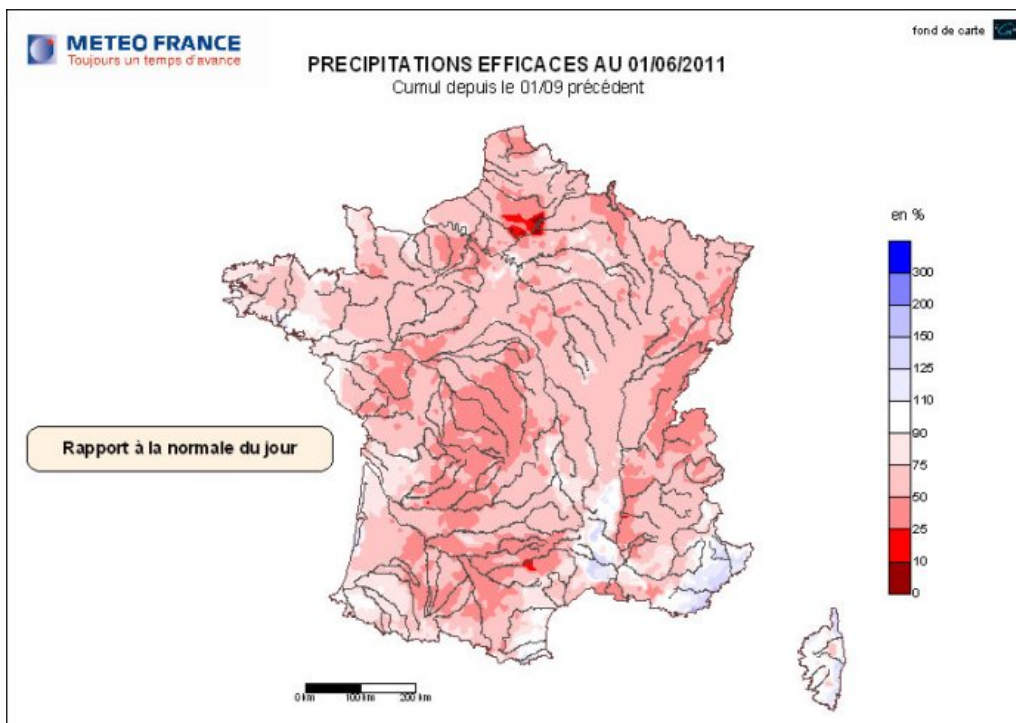 METEO FRANCE
Toujours un temps d'avance
fond de carte
PRECIPITATIONS EFFICACES AU 01/06/2011
Cumul depuis le 01/09 précédent
en %
300
200
150
125
110
90
75
50
25
10
0
Rapport à la normale du jour
0 km 100 km 200 km